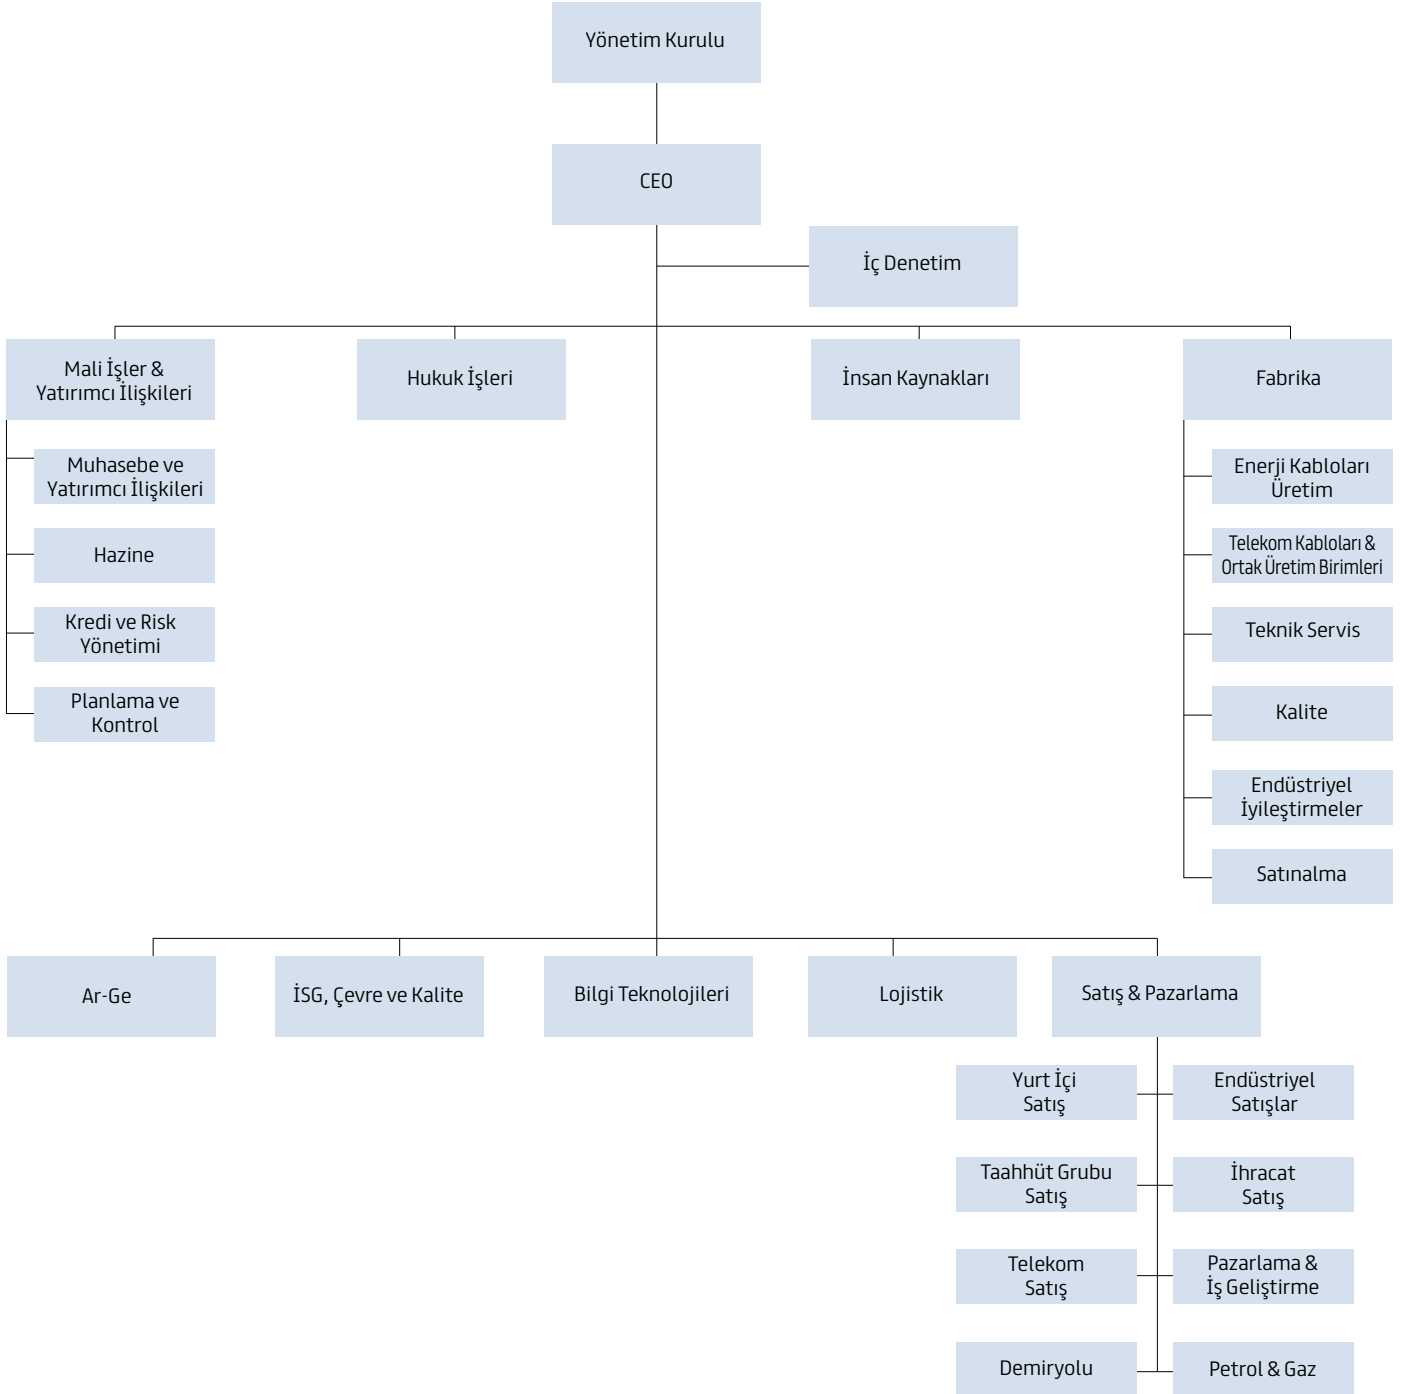 Yönetim Kurulu
CEO
İç Denetim
Mali İşler &
Yatırımcı İlişkileri
Hukuk İşleri
İnsan Kaynakları
Fabrika
Muhasebe ve
Yatırımcı İlişkileri
Hazine
Kredi ve Risk
Yönetimi
Planlama ve
Kontrol
Enerji Kabloları
Üretim
Telekom Kabloları &
Ortak Üretim Birimleri
Teknik Servis
Kalite
Endüstriyel
İyileştirmeler
Satınalma
Ar-Ge
İSG, Çevre ve Kalite
Bilgi Teknolojileri
Lojistik
Satış & Pazarlama
Yurt İçi
Satış
Endüstriyel
Satışlar
Taahhüt Grubu
Satış
İhracat
Satış
Telekom
Satış
Pazarlama &
İş Geliştirme
Demiryolu
Petrol & Gaz